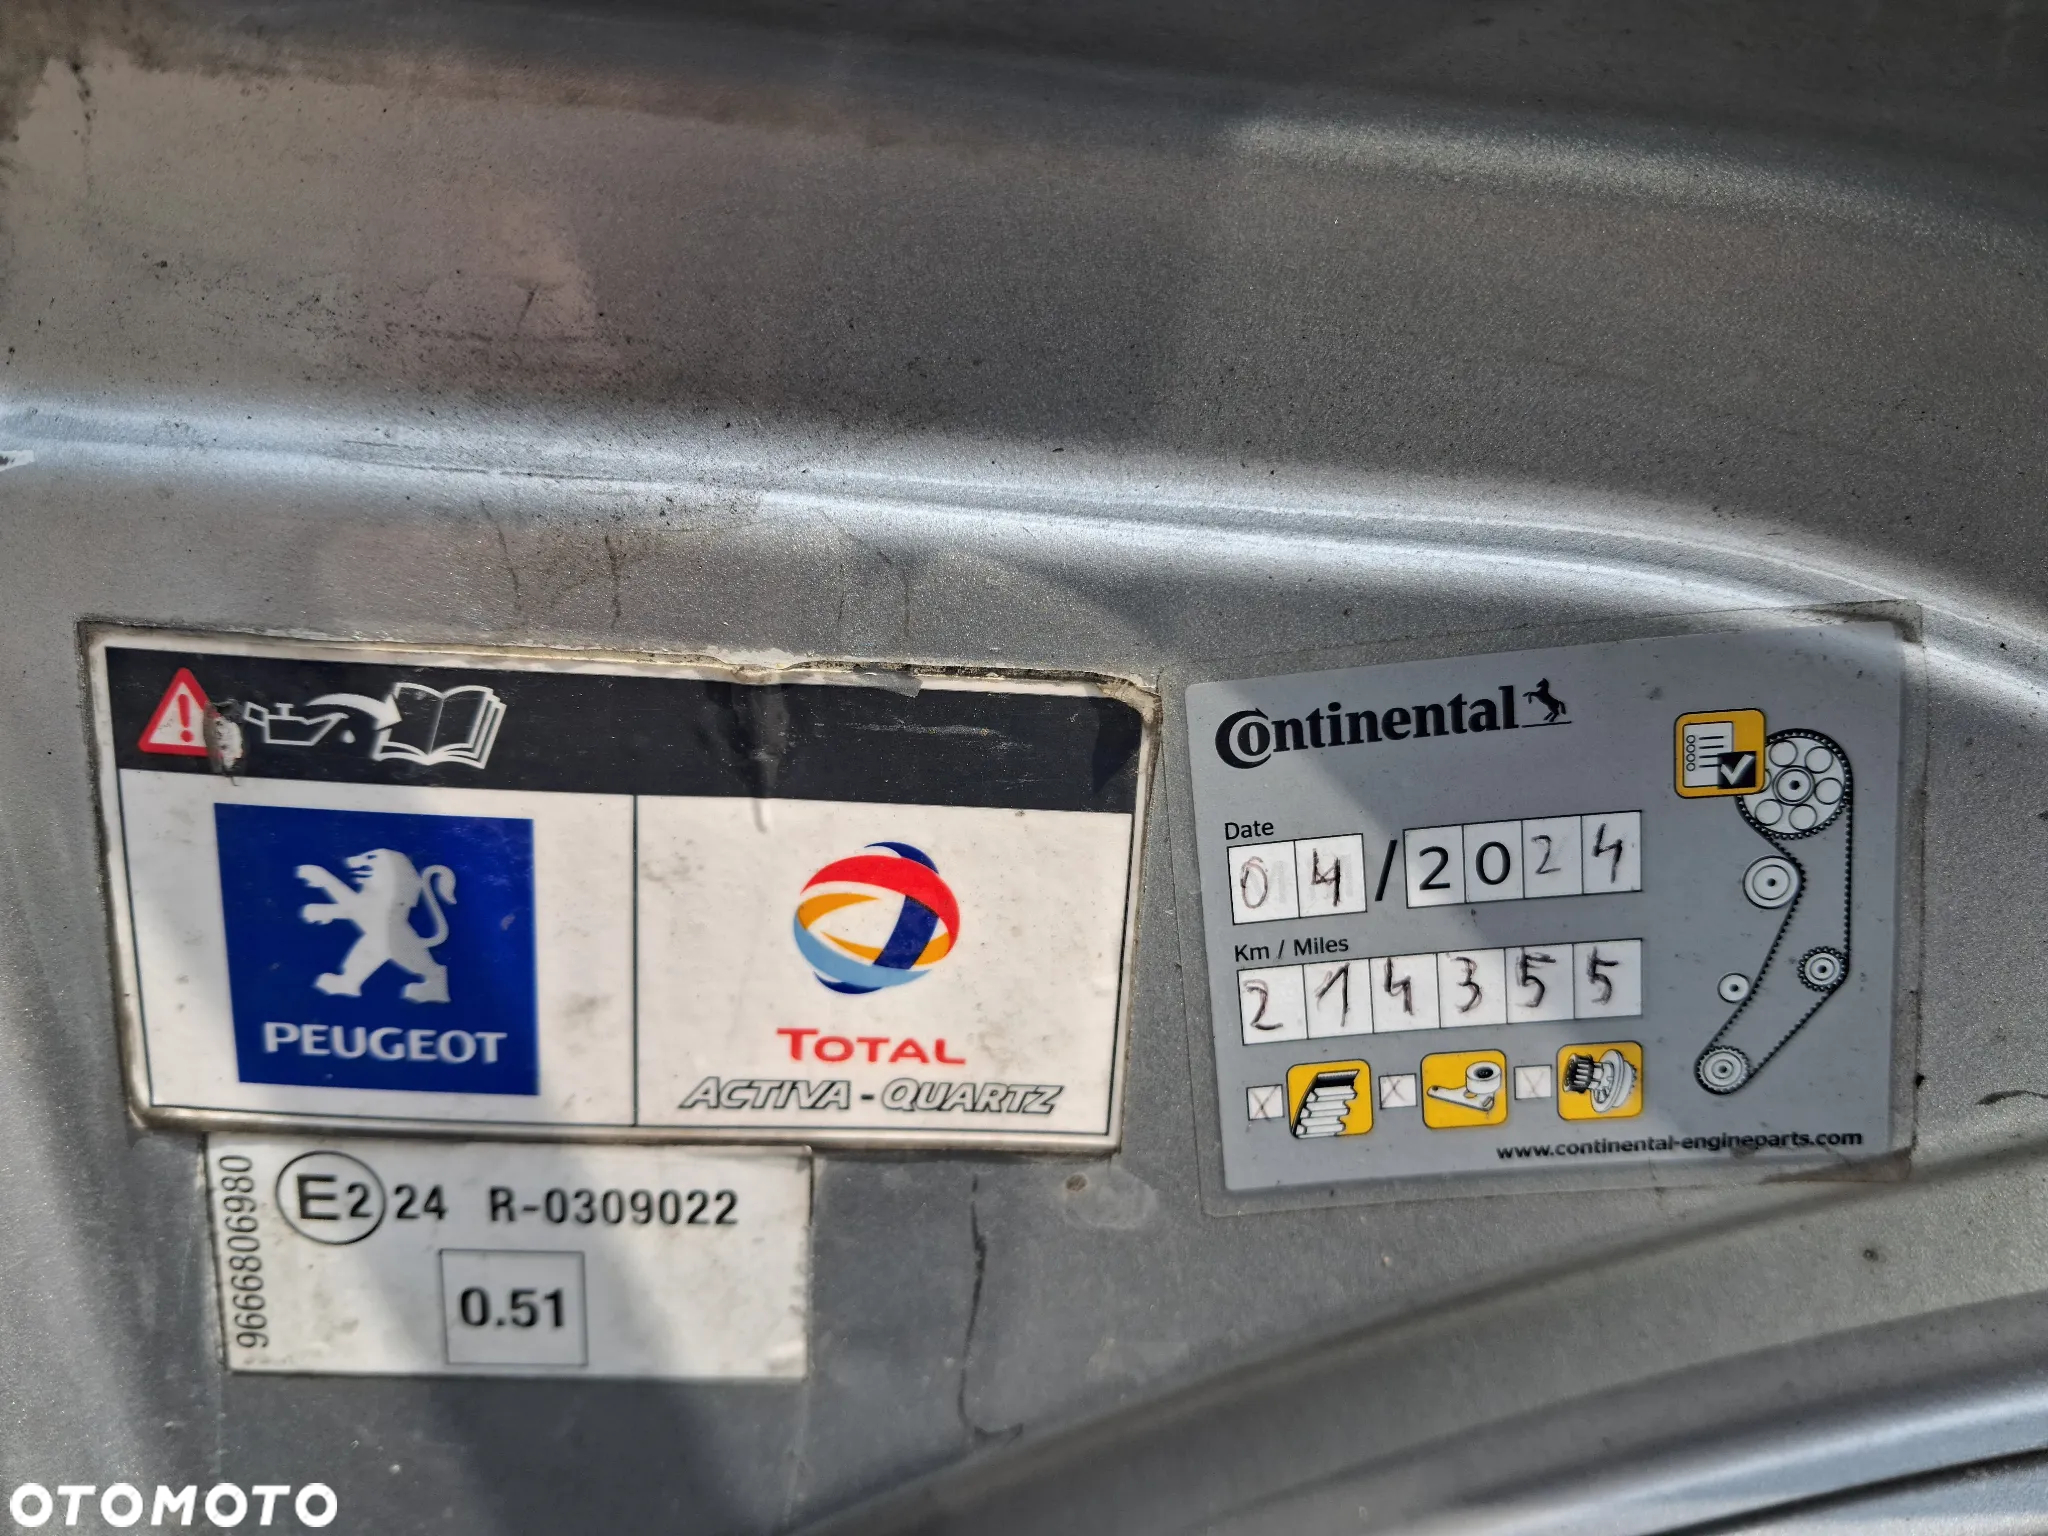 PEUGEOT
TOTAL
ACTIVA - QUARTZ
9666806980
E2 24 R-0309022
0.51
Continental
Date
04/2024
Km / Miles
214355
X X X
www.continental-engineparts.com
OTOMOTO